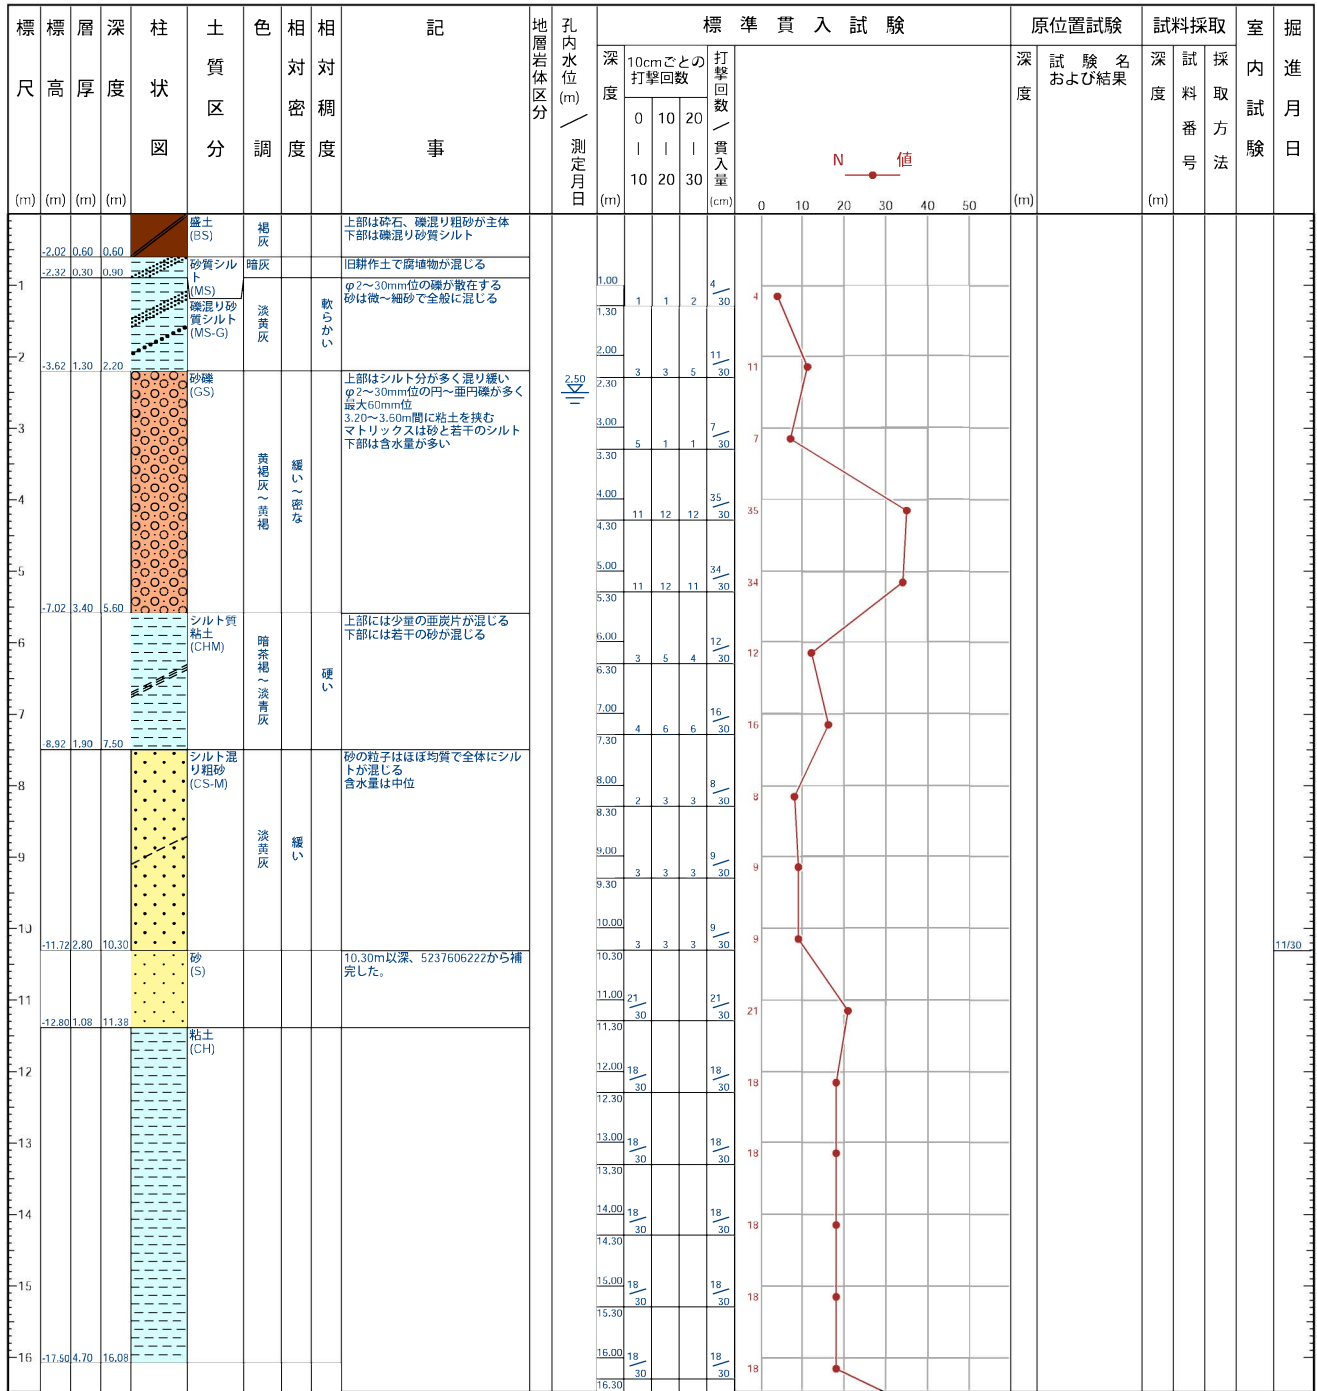 標尺(m)
標高(m)
層厚(m)
深度(m)
柱状図
土質区分
色調
相対密度
相対稠度
記事
地層岩体区分
孔内水位(m)／測定月日
標準貫入試験
深度(m)
10cmごとの
打撃回数
0｜10
10｜20
20｜30
打撃回数／貫入量(cm)
N 値
0 10 20 30 40 50
原位置試験
深度(m)
試験名
および結果
試料採取
深度(m)
試料番号
採取方法
室内試験
掘進月日
-2.02 0.60 0.60
盛土
(BS)
褐灰
上部は砕石、礫混り粗砂が主体
下部は礫混り砂質シルト
-2.32 0.30 0.90
砂質シル
ト
(MS)
暗灰
旧耕作土で腐埴物が混じる
-3.62 1.30 2.20
礫混り砂
質シルト
(MS-G)
淡黄灰
軟らかい
φ2〜30mm位の礫が散在する
砂は微〜細砂で全般に混じる
-7.02 3.40 5.60
砂礫
(GS)
黄褐灰〜黄褐
緩い〜密な
上部はシルト分が多く混り緩い
φ2〜30mm位の円〜亜円礫が多く
最大60mm位
3.20〜3.60m間に粘土を挟む
マトリックスは砂と若干のシルト
下部は含水量が多い
2.50
-8.92 1.90 7.50
シルト質
粘土
(CHM)
暗茶褐〜淡青灰
硬い
上部には少量の亜炭片が混じる
下部には若干の砂が混じる
-11.72 2.80 10.30
シルト混
り粗砂
(CS-M)
淡黄灰
緩い
砂の粒子はほぼ均質で全体にシル
トが混じる
含水量は中位
-12.80 1.08 11.38
砂
(S)
10.30m以深、5237606222から補
完した。
-17.50 4.70 16.08
粘土
(CH)
1
2
3
4
5
6
7
8
9
10
11
12
13
14
15
16
1.00 1.30 1 1 2 4/30 4
2.00 2.30 3 3 5 11/30 11
3.00 3.30 5 1 1 7/30 7
4.00 4.30 11 12 12 35/30 35
5.00 5.30 11 12 11 34/30 34
6.00 6.30 3 5 4 12/30 12
7.00 7.30 4 6 6 16/30 16
8.00 8.30 2 3 3 8/30 8
9.00 9.30 3 3 3 9/30 9
10.00 10.30 3 3 3 9/30 9
11/30
11.00 11.30 21/30 21/30 21
12.00 12.30 18/30 18/30 18
13.00 13.30 18/30 18/30 18
14.00 14.30 18/30 18/30 18
15.00 15.30 18/30 18/30 18
16.00 16.30 18/30 18/30 18